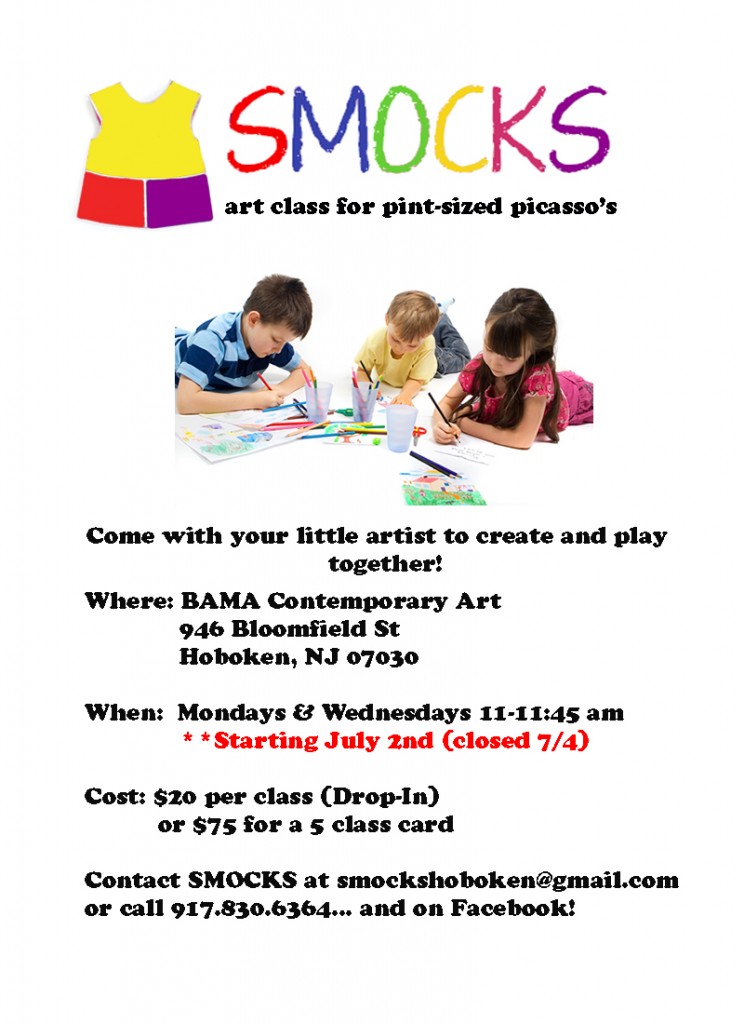 SMOCKS
art class for pint-sized picasso's
Come with your little artist to create and play
together!
Where: BAMA Contemporary Art
946 Bloomfield St
Hoboken, NJ 07030
When: Mondays & Wednesdays 11-11:45 am
* *Starting July 2nd (closed 7/4)
Cost: $20 per class (Drop-In)
or $75 for a 5 class card
Contact SMOCKS at smockshoboken@gmail.com
or call 917.830.6364... and on Facebook!